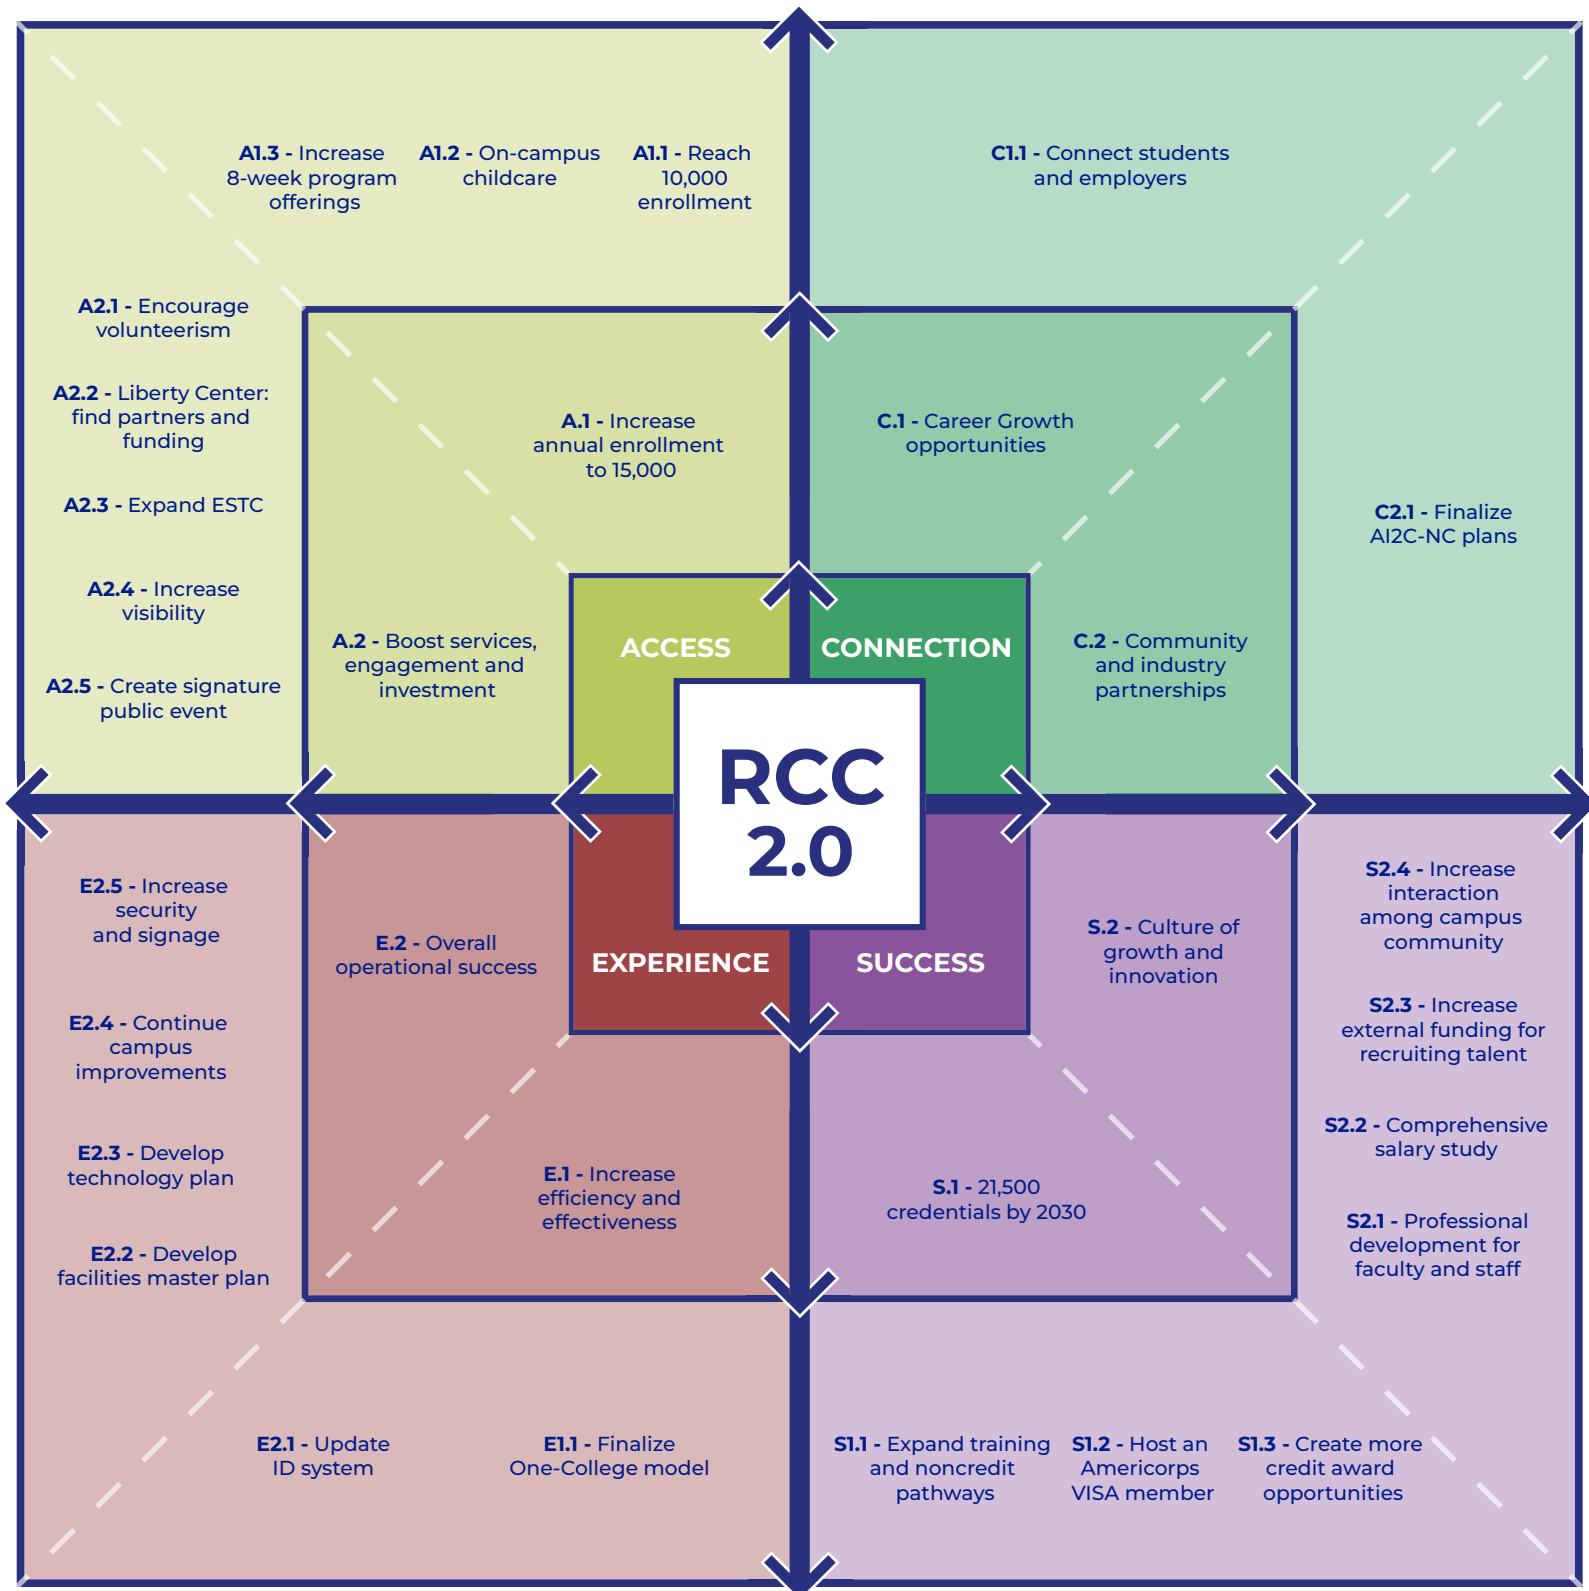 A1.3 - Increase
8-week program
offerings
A1.2 - On-campus
childcare
A1.1 - Reach
10,000
enrollment
C1.1 - Connect students
and employers
A2.1 - Encourage
volunteerism
A2.2 - Liberty Center:
find partners and
funding
A2.3 - Expand ESTC
A2.4 - Increase
visibility
A2.5 - Create signature
public event
A.1 - Increase
annual enrollment
to 15,000
A.2 - Boost services,
engagement and
investment
C.1 - Career Growth
opportunities
C.2 - Community
and industry
partnerships
C2.1 - Finalize
AI2C-NC plans
ACCESS
CONNECTION
RCC
2.0
EXPERIENCE
SUCCESS
E2.5 - Increase
security
and signage
E2.4 - Continue
campus
improvements
E2.3 - Develop
technology plan
E2.2 - Develop
facilities master plan
E.2 - Overall
operational success
E.1 - Increase
efficiency and
effectiveness
S.2 - Culture of
growth and
innovation
S.1 - 21,500
credentials by 2030
S2.4 - Increase
interaction
among campus
community
S2.3 - Increase
external funding for
recruiting talent
S2.2 - Comprehensive
salary study
S2.1 - Professional
development for
faculty and staff
E2.1 - Update
ID system
E1.1 - Finalize
One-College model
S1.1 - Expand training
and noncredit
pathways
S1.2 - Host an
Americorps
VISA member
S1.3 - Create more
credit award
opportunities